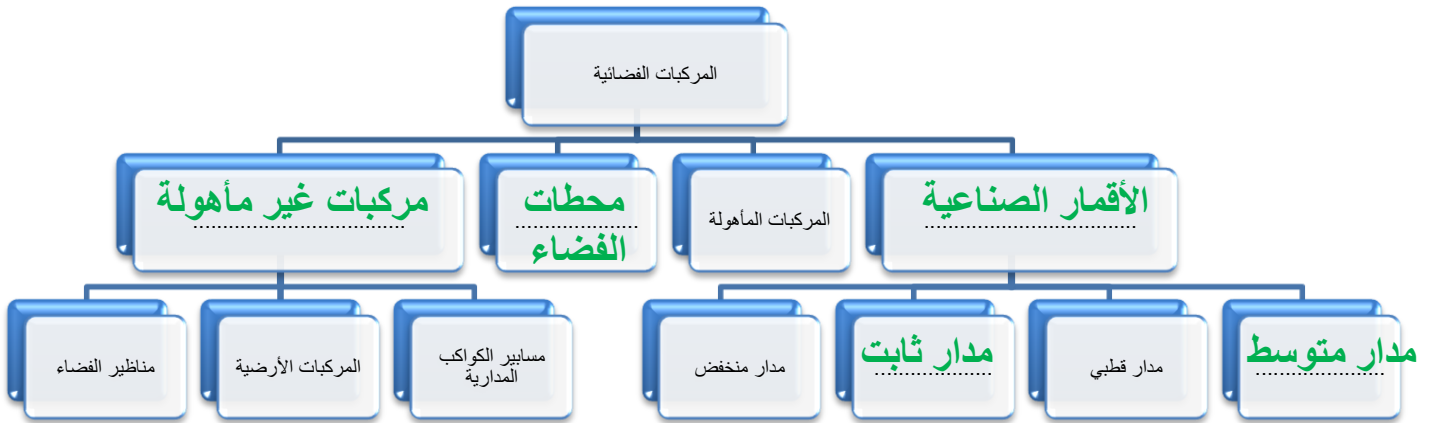 المركبات الفضائية
الأقمار الصناعية
.................................
المركبات المأهولة
محطات
...................
الفضاء
مركبات غير مأهولة
.................................
مدار متوسط
....................
مدار قطبي
مدار ثابت
..................
مدار منخفض
مسابير الكواكب
المدارية
المركبات الأرضية
مناظير الفضاء